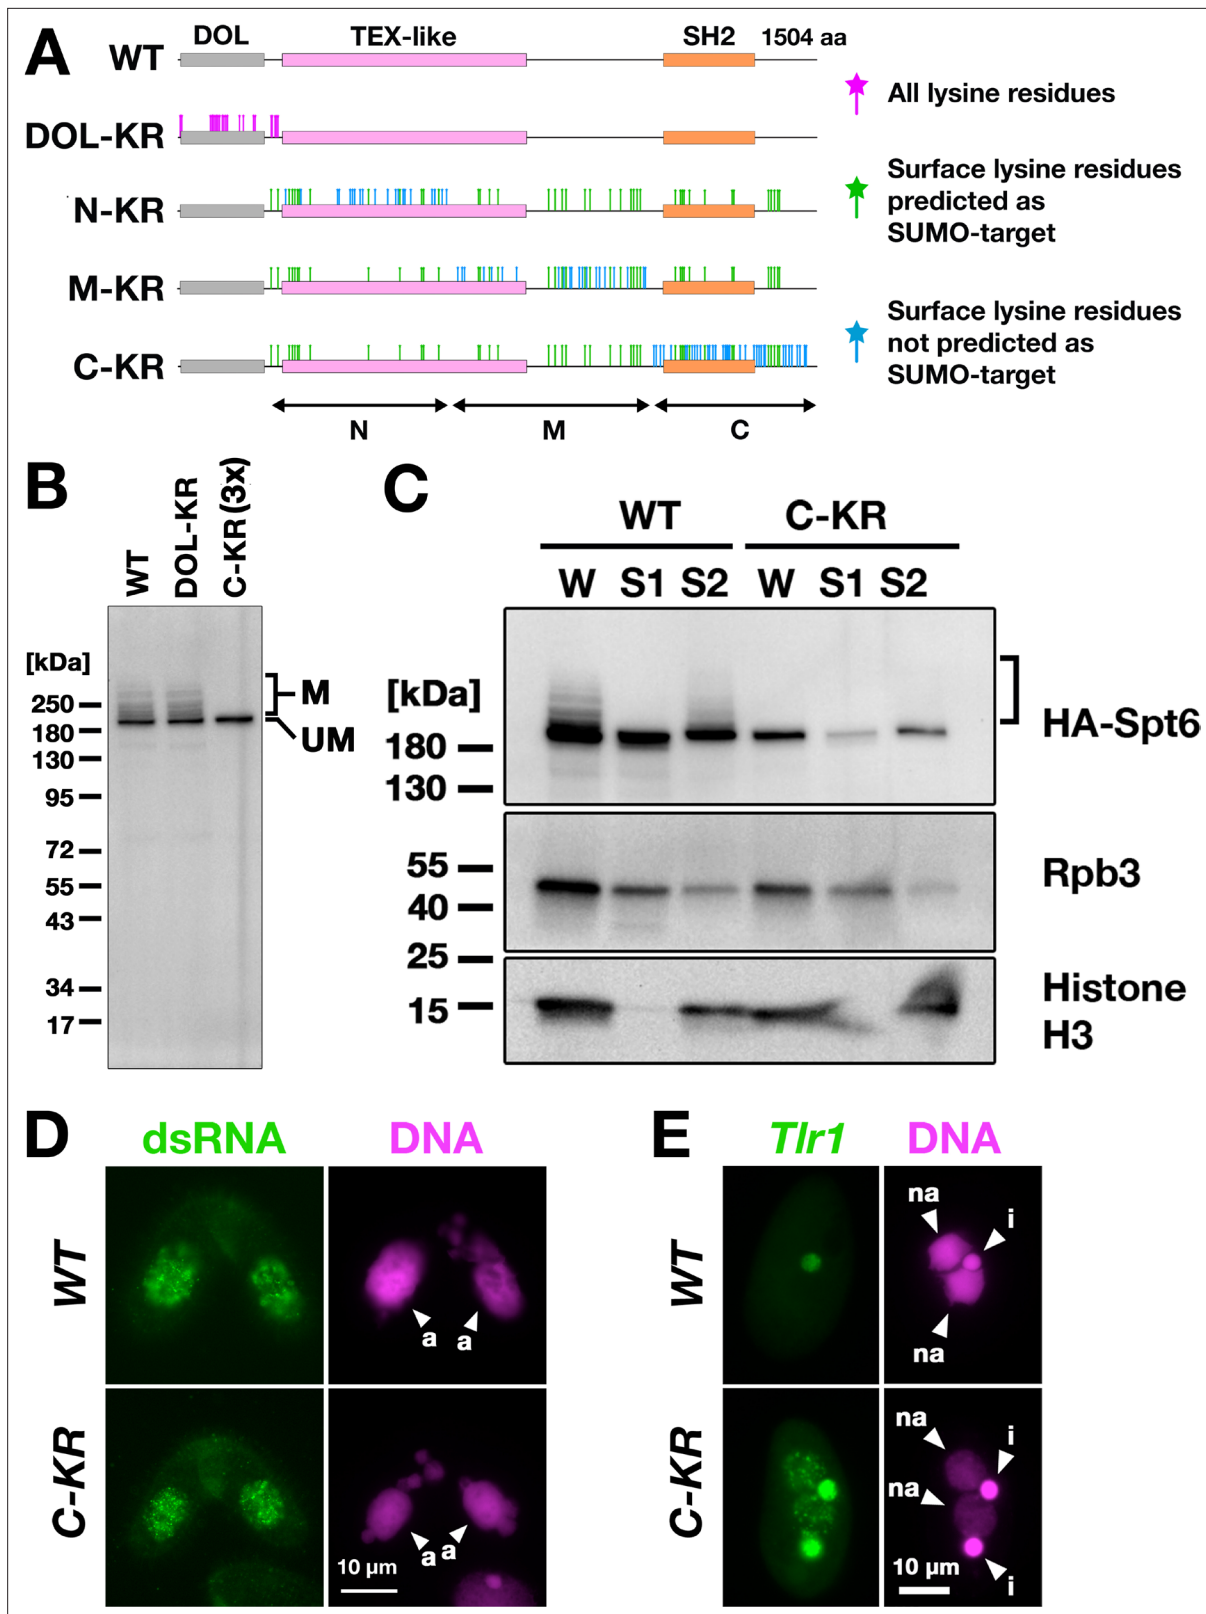 A
DOL TEX-like SH2 1504 aa
WT
All lysine residues
DOL-KR
Surface lysine residues
predicted as
SUMO-target
N-KR
M-KR
Surface lysine residues
not predicted as
SUMO-target
C-KR
N M C
B
WT
DOL-KR
C-KR (3x)
[kDa]
250
180
130
95
72
55
43
34
17
M
UM
C
WT C-KR
W S1 S2 W S1 S2
[kDa]
180
130
HA-Spt6
55
40
Rpb3
25
15
Histone
H3
D
dsRNA DNA
WT
a a
C-KR
a a
10 µm
E
Tlr1 DNA
WT
na
i
na
C-KR
na
i
na
10 µm
i